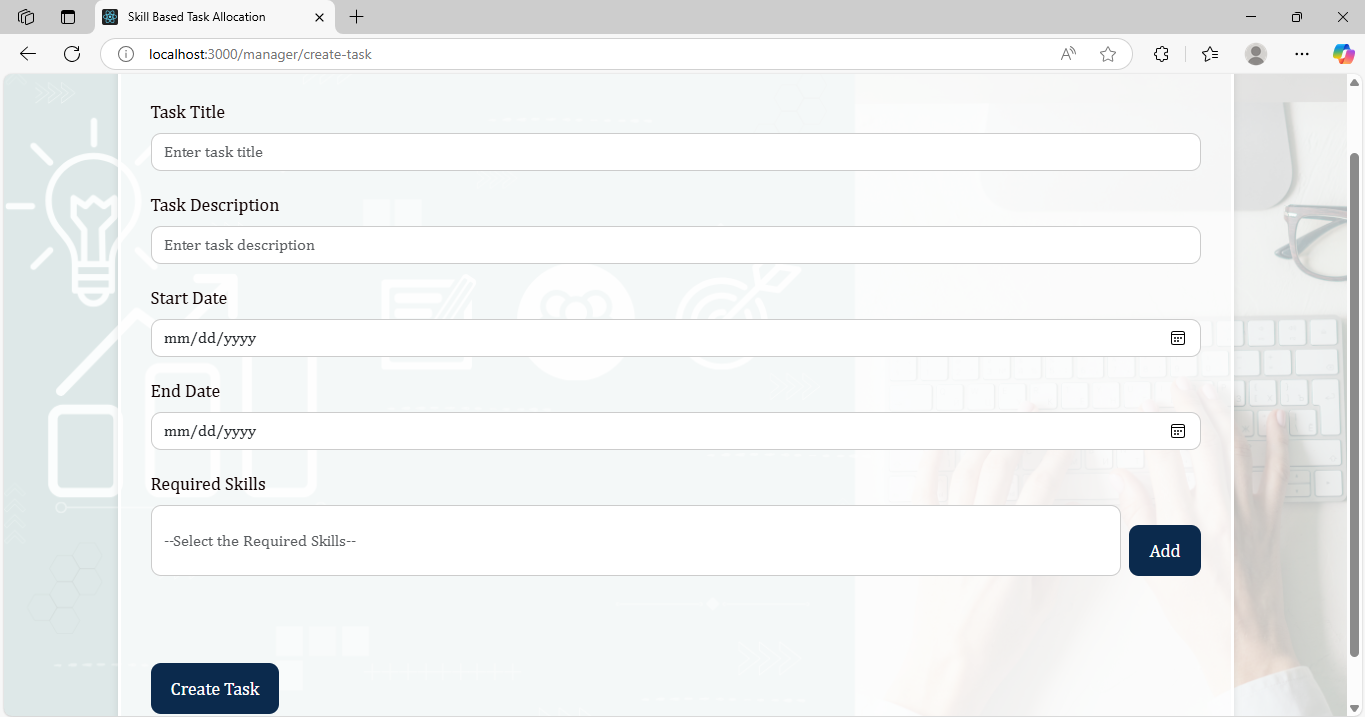 Skill Based Task Allocation
localhost:3000/manager/create-task
Task Title
Enter task title
Task Description
Enter task description
Start Date
mm/dd/yyyy
End Date
mm/dd/yyyy
Required Skills
--Select the Required Skills--
Add
Create Task